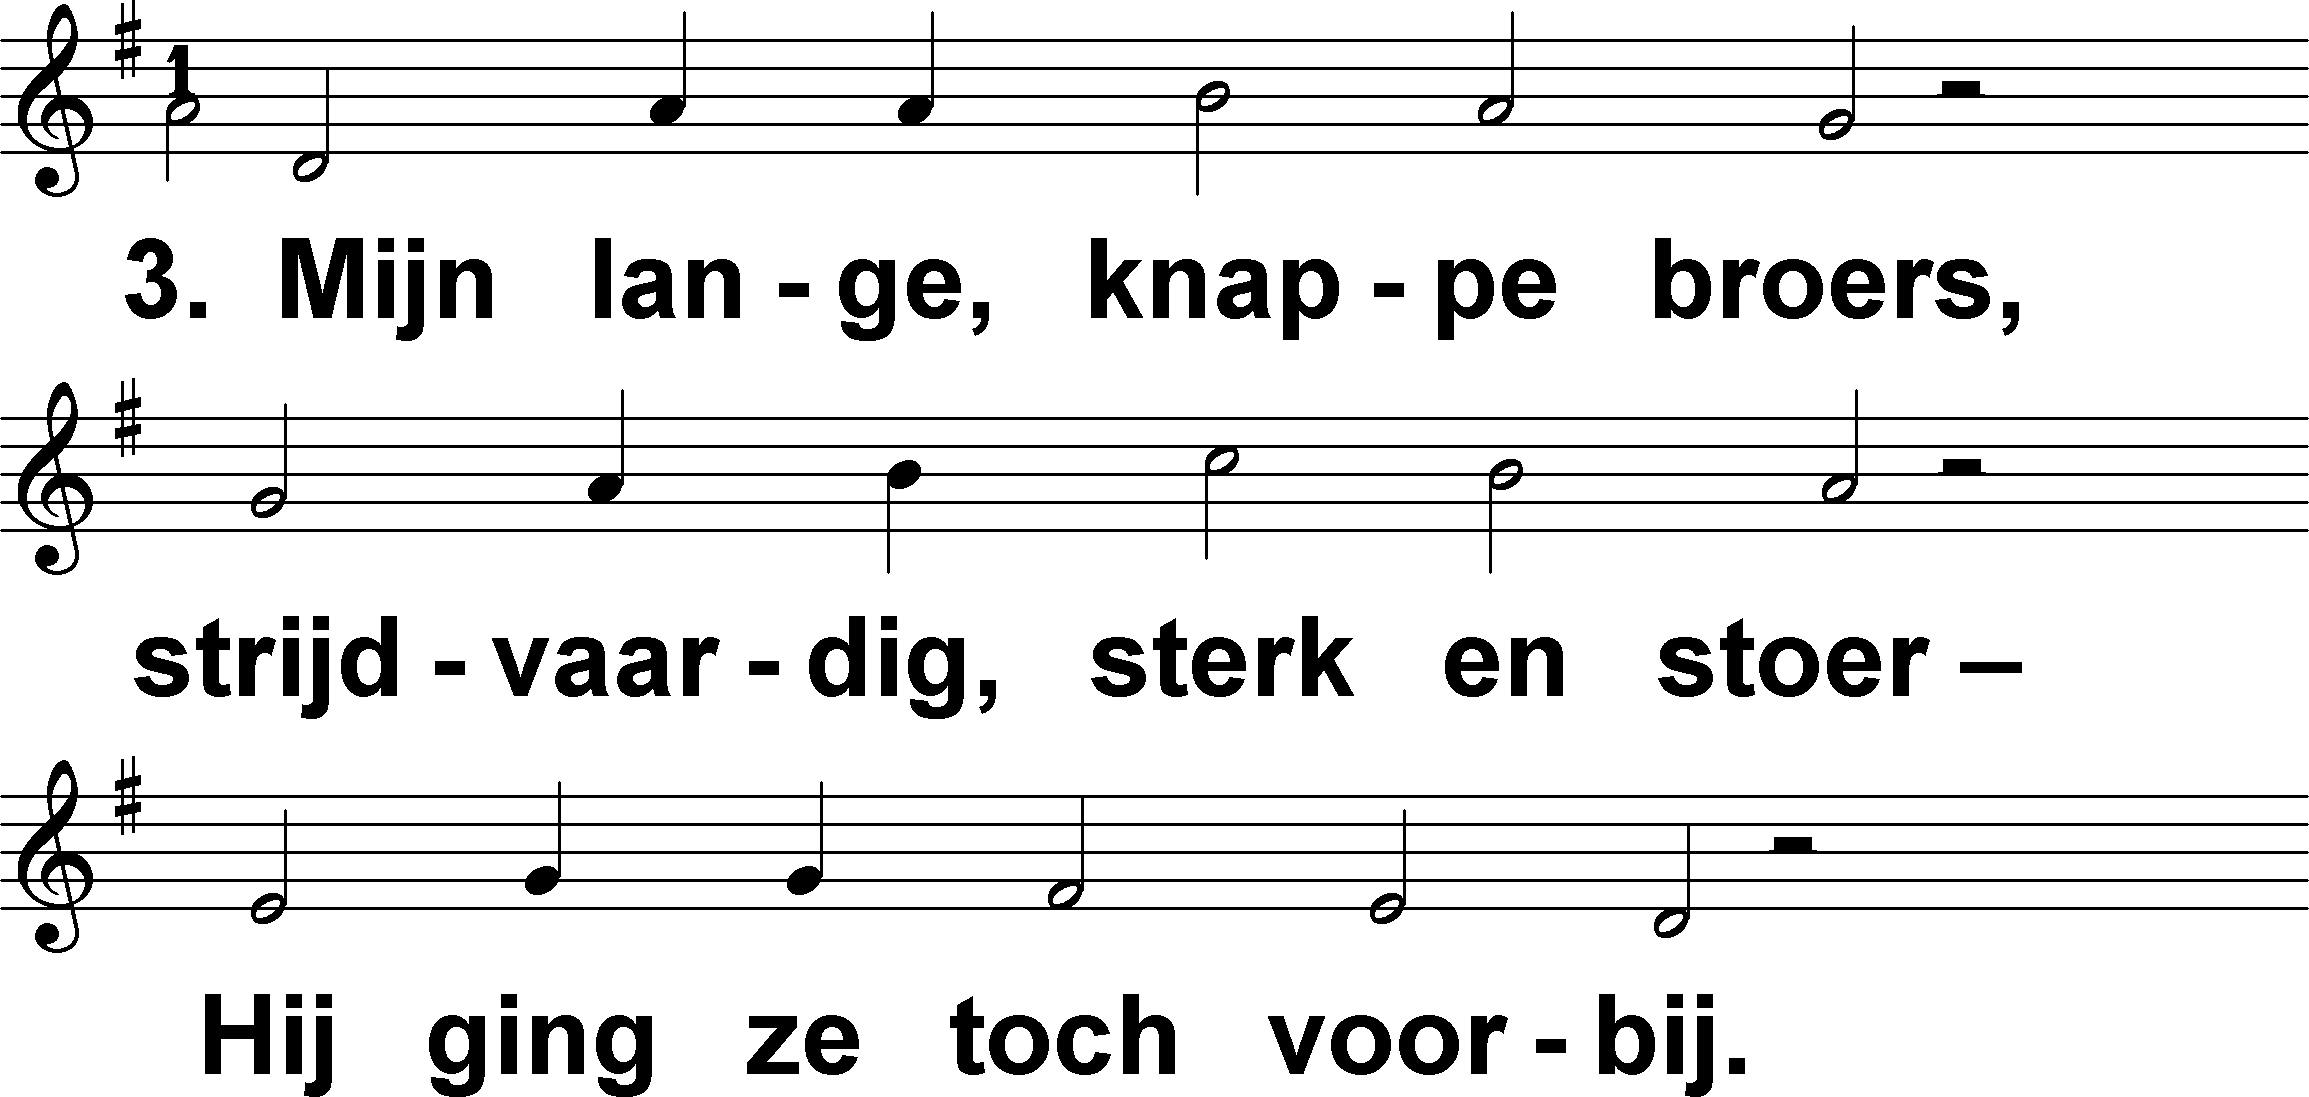 1
3. Mijn lan - ge, knap - pe broers,
strijd - vaar - dig, sterk en stoer –
Hij ging ze toch voor - bij.